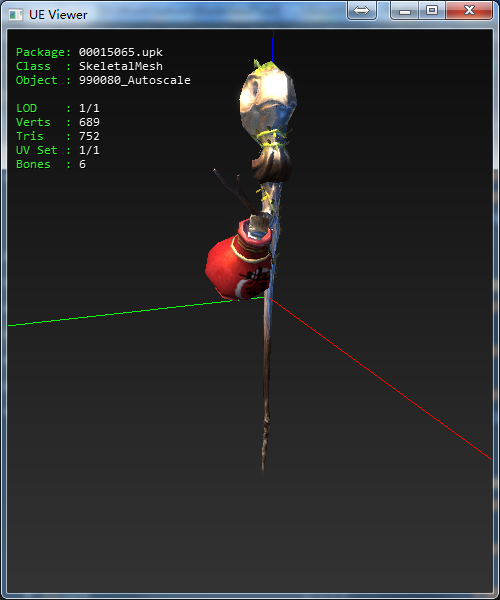 UE Viewer
Package: 00015065.upk
Class : SkeletalMesh
Object : 990080_Autoscale
LOD : 1/1
Verts : 689
Tris : 752
UV Set : 1/1
Bones : 6